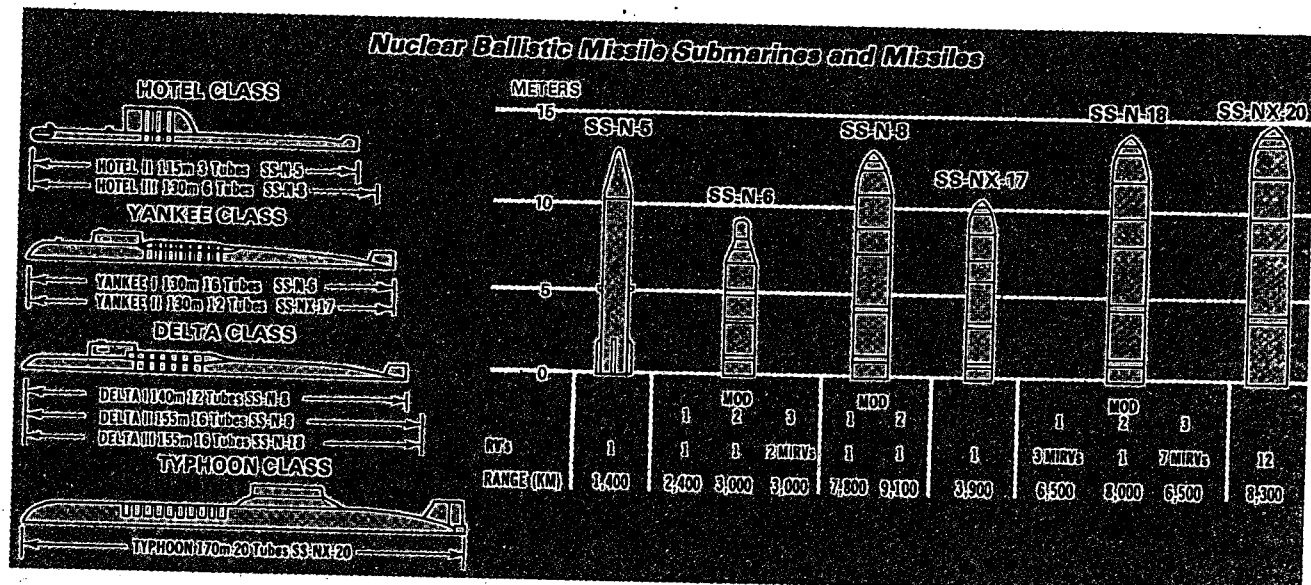 Nuclear Ballistic Missile Submarines and Missiles
HOTEL CLASS
HOTEL II 115m 3 Tubes SS-N-5
HOTEL III 130m 6 Tubes SS-N-8
YANKEE CLASS
YANKEE I 130m 16 Tubes SS-N-6
YANKEE II 130m 12 Tubes SS-NX-17
DELTA CLASS
DELTA I 140m 12 Tubes SS-N-8
DELTA II 155m 16 Tubes SS-N-8
DELTA III 155m 16 Tubes SS-N-18
TYPHOON CLASS
TYPHOON 170m 20 Tubes SS-NX-20
METERS
15
10
5
0
SS-N-5
SS-N-6
SS-N-8
SS-NX-17
SS-N-18
SS-NX-20
MOD MOD MOD
1 2 3 1 2 1 2 3
RV's 1 1 1 2 MIRVs 1 1 1 3 MIRVs 1 7 MIRVs 12
RANGE (KM) 1,400 2,400 3,000 3,000 7,800 9,100 3,900 6,500 8,000 6,500 8,300